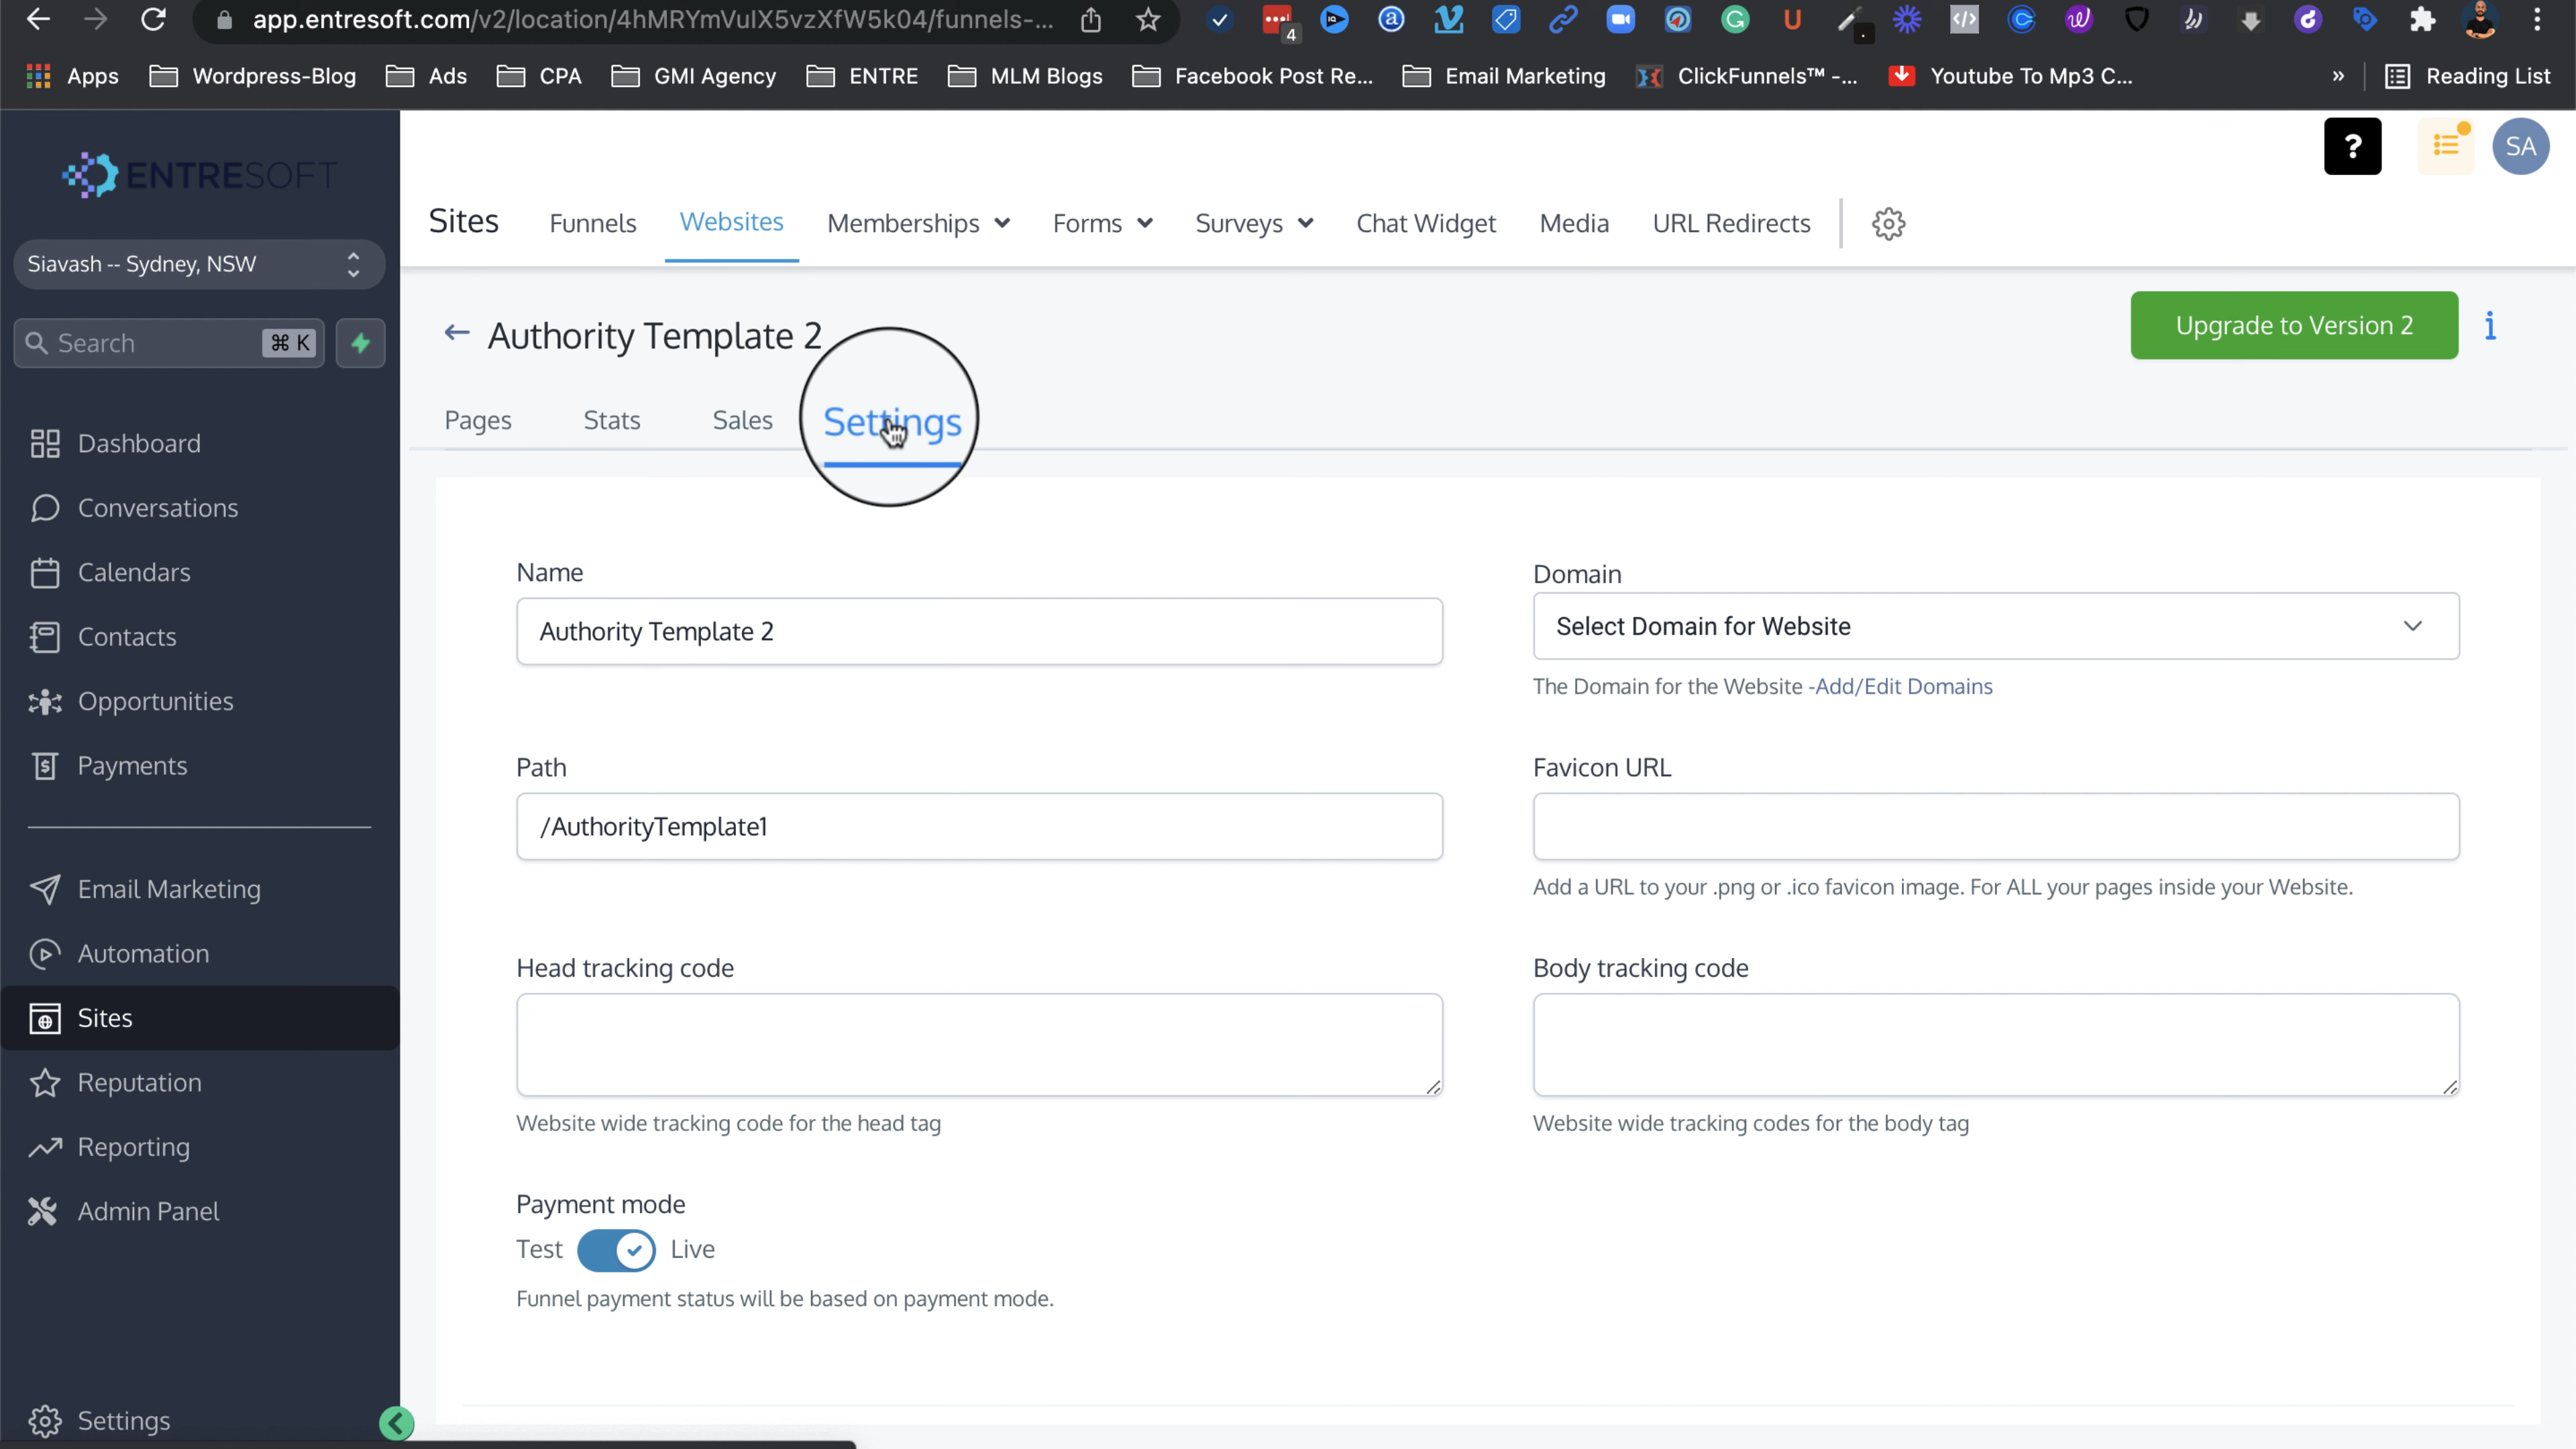 app.entresoft.com/v2/location/4hMRYmVuIX5vzXfW5k04/funnels-...
4
Apps
Wordpress-Blog
Ads
CPA
GMI Agency
ENTRE
MLM Blogs
Facebook Post Re...
Email Marketing
ClickFunnels™ -...
Youtube To Mp3 C...
»
Reading List
ENTRESOFT
? SA
Sites
Funnels
Websites
Memberships
Forms
Surveys
Chat Widget
Media
URL Redirects
Siavash -- Sydney, NSW
Search ⌘ K
← Authority Template 2
Upgrade to Version 2 i
Pages
Stats
Sales
Settings
Dashboard
Conversations
Calendars
Contacts
Opportunities
Payments
Email Marketing
Automation
Sites
Reputation
Reporting
Admin Panel
Settings
Name
Authority Template 2
Domain
Select Domain for Website
The Domain for the Website -Add/Edit Domains
Path
/AuthorityTemplate1
Favicon URL
Add a URL to your .png or .ico favicon image. For ALL your pages inside your Website.
Head tracking code
Website wide tracking code for the head tag
Body tracking code
Website wide tracking codes for the body tag
Payment mode
Test Live
Funnel payment status will be based on payment mode.